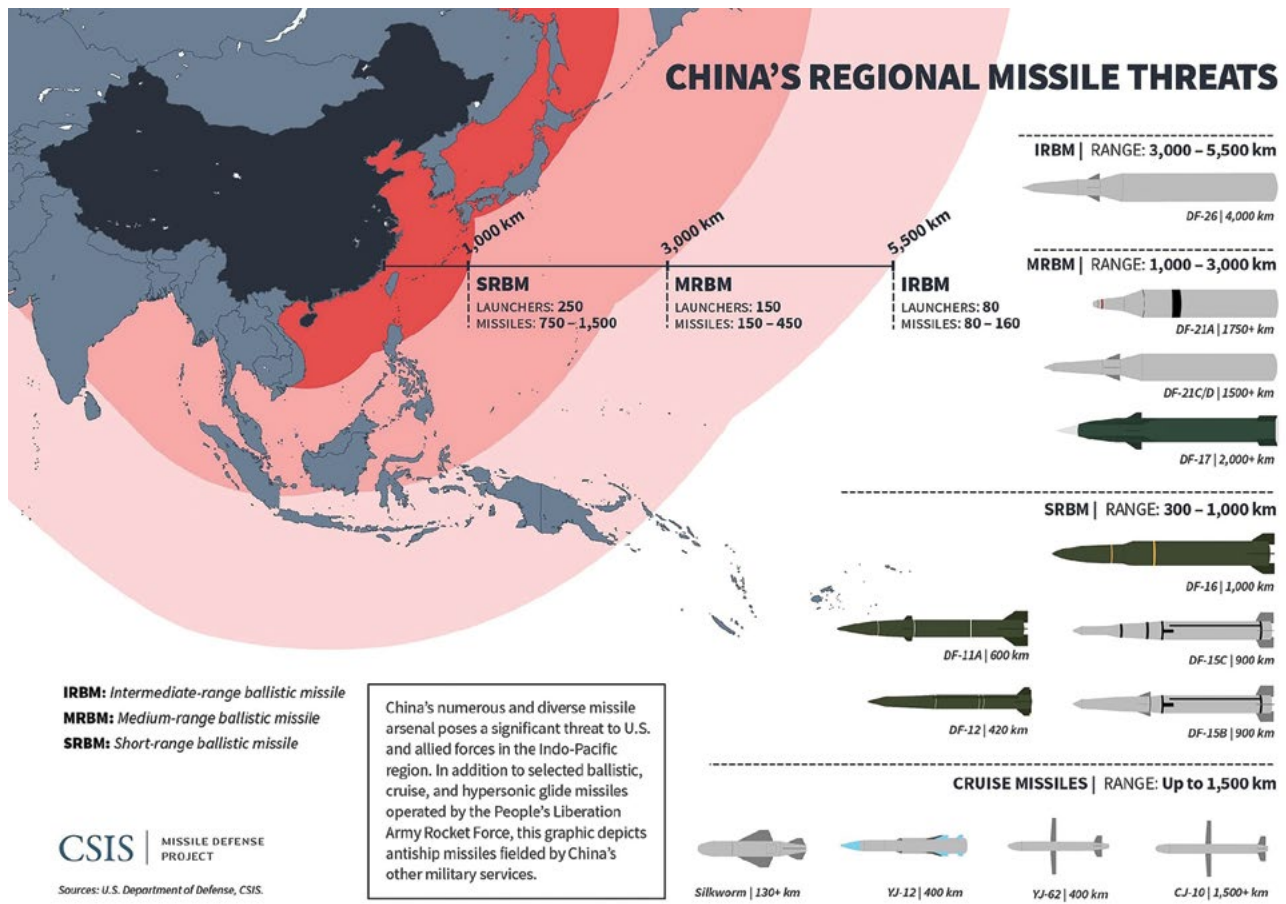 CHINA'S REGIONAL MISSILE THREATS
IRBM | RANGE: 3,000 – 5,500 km
DF-26 | 4,000 km
MRBM | RANGE: 1,000 – 3,000 km
DF-21A | 1750+ km
DF-21C/D | 1500+ km
DF-17 | 2,000+ km
SRBM | RANGE: 300 – 1,000 km
DF-16 | 1,000 km
DF-11A | 600 km
DF-15C | 900 km
DF-12 | 420 km
DF-15B | 900 km
CRUISE MISSILES | RANGE: Up to 1,500 km
Silkworm | 130+ km
YJ-12 | 400 km
YJ-62 | 400 km
CJ-10 | 1,500+ km
1,000 km
3,000 km
5,500 km
SRBM
LAUNCHERS: 250
MISSILES: 750 – 1,500
MRBM
LAUNCHERS: 150
MISSILES: 150 – 450
IRBM
LAUNCHERS: 80
MISSILES: 80 – 160
IRBM: Intermediate-range ballistic missile
MRBM: Medium-range ballistic missile
SRBM: Short-range ballistic missile
China's numerous and diverse missile
arsenal poses a significant threat to U.S.
and allied forces in the Indo-Pacific
region. In addition to selected ballistic,
cruise, and hypersonic glide missiles
operated by the People's Liberation
Army Rocket Force, this graphic depicts
antiship missiles fielded by China's
other military services.
CSIS | MISSILE DEFENSE
PROJECT
Sources: U.S. Department of Defense, CSIS.